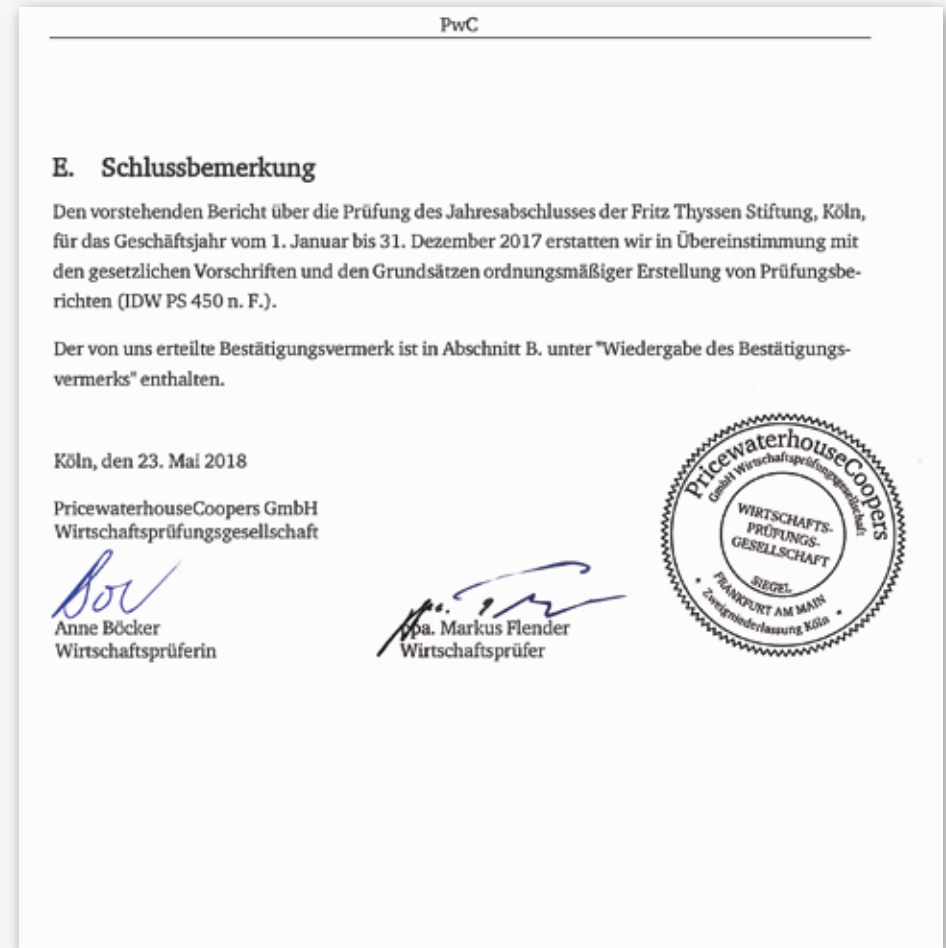 PwC
E. Schlussbemerkung
Den vorstehenden Bericht über die Prüfung des Jahresabschlusses der Fritz Thyssen Stiftung, Köln,
für das Geschäftsjahr vom 1. Januar bis 31. Dezember 2017 erstatten wir in Übereinstimmung mit
den gesetzlichen Vorschriften und den Grundsätzen ordnungsmäßiger Erstellung von Prüfungsbe-
richten (IDW PS 450 n. F.).
Der von uns erteilte Bestätigungsvermerk ist in Abschnitt B. unter "Wiedergabe des Bestätigungs-
vermerks" enthalten.
Köln, den 23. Mai 2018
PricewaterhouseCoopers GmbH
Wirtschaftsprüfungsgesellschaft
Anne Böcker
Wirtschaftsprüferin
ppa. Markus Flender
Wirtschaftsprüfer
PricewaterhouseCoopers
GmbH Wirtschaftsprüfungsgesellschaft
WIRTSCHAFTS-
PRÜFUNGS-
GESELLSCHAFT
SIEGEL
FRANKFURT AM MAIN
* Zweigniederlassung Köln *